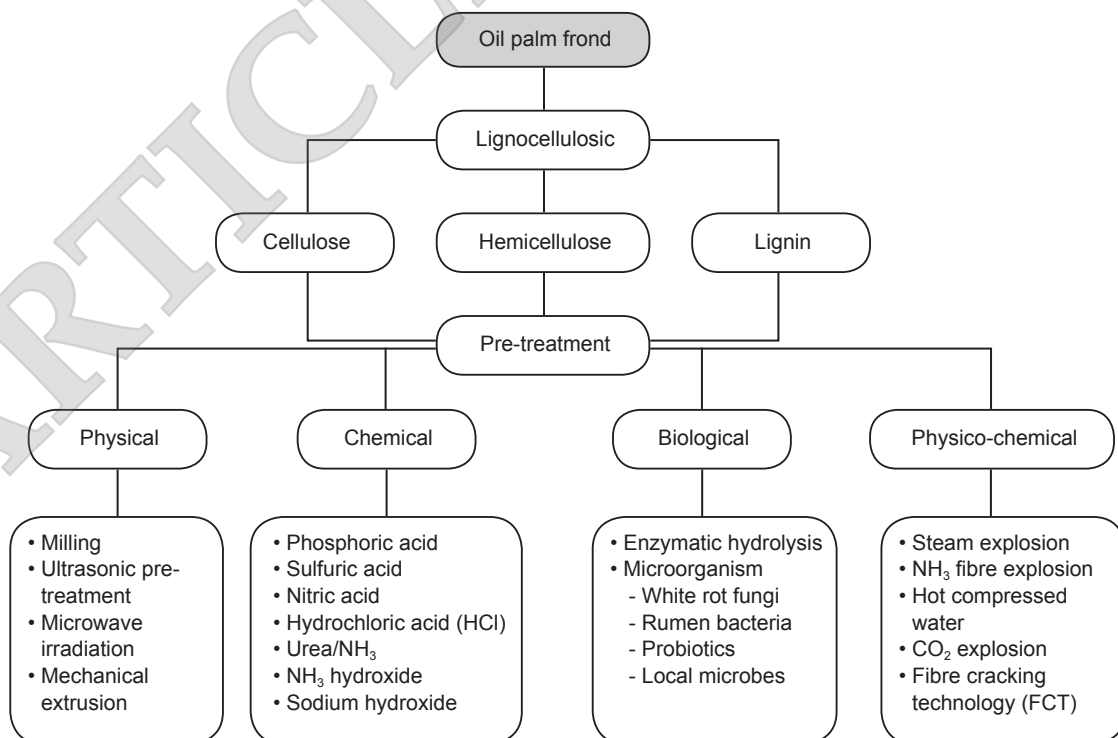 ARTICL
Oil palm frond
Lignocellulosic
Cellulose
Hemicellulose
Lignin
Pre-treatment
Physical
Chemical
Biological
Physico-chemical
• Milling
• Ultrasonic pre-
treatment
• Microwave
irradiation
• Mechanical
extrusion
• Phosphoric acid
• Sulfuric acid
• Nitric acid
• Hydrochloric acid (HCl)
• Urea/NH₃
• NH₃ hydroxide
• Sodium hydroxide
• Enzymatic hydrolysis
• Microorganism
- White rot fungi
- Rumen bacteria
- Probiotics
- Local microbes
• Steam explosion
• NH₃ fibre explosion
• Hot compressed
water
• CO₂ explosion
• Fibre cracking
technology (FCT)